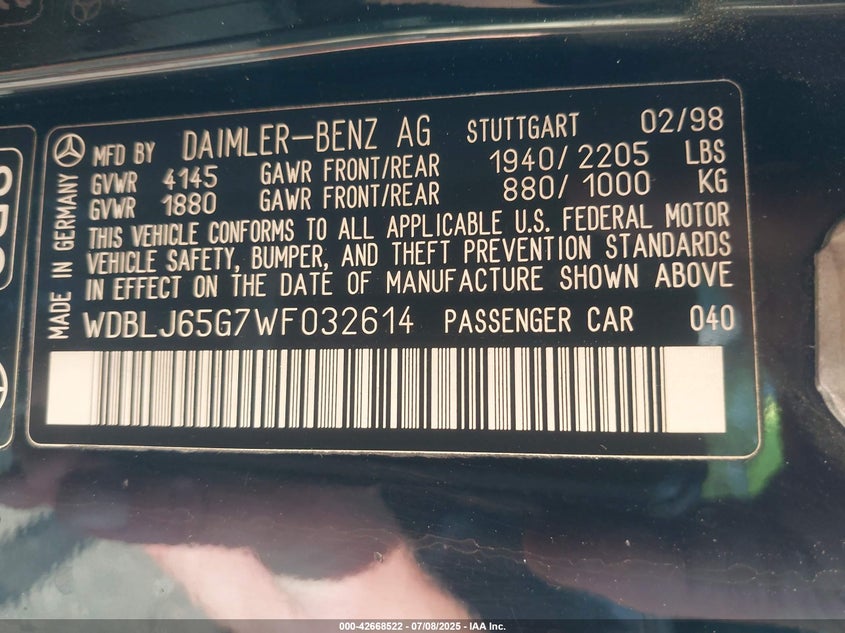 MFD BY DAIMLER-BENZ AG STUTTGART 02/98
GVWR 4145 GAWR FRONT/REAR 1940/2205 LBS
GVWR 1880 GAWR FRONT/REAR 880/1000 KG
THIS VEHICLE CONFORMS TO ALL APPLICABLE U.S. FEDERAL MOTOR
VEHICLE SAFETY, BUMPER, AND THEFT PREVENTION STANDARDS
IN EFFECT ON THE DATE OF MANUFACTURE SHOWN ABOVE
WDBLJ65G7WF032614 PASSENGER CAR 040
MADE IN GERMANY
000-42668522 - 07/08/2025 - IAA Inc.